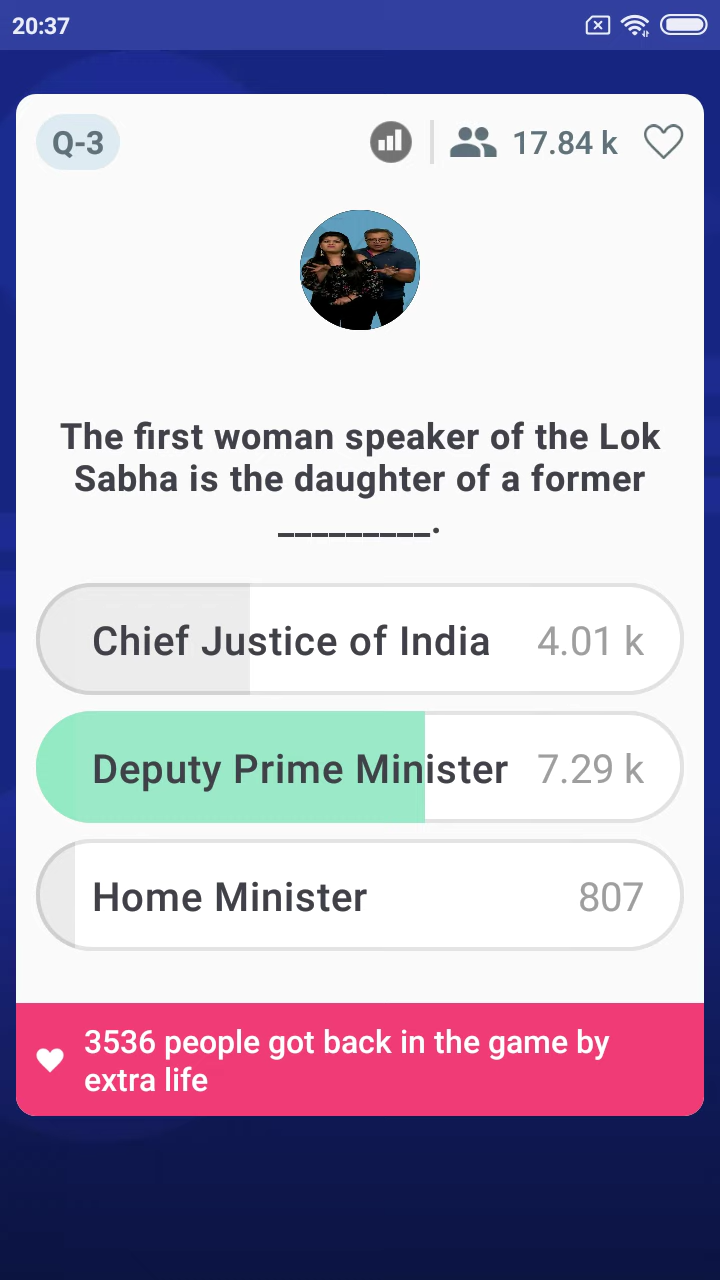 20:37
Q-3
17.84 k
The first woman speaker of the Lok
Sabha is the daughter of a former
_________.
Chief Justice of India 4.01 k
Deputy Prime Minister 7.29 k
Home Minister 807
3536 people got back in the game by
extra life